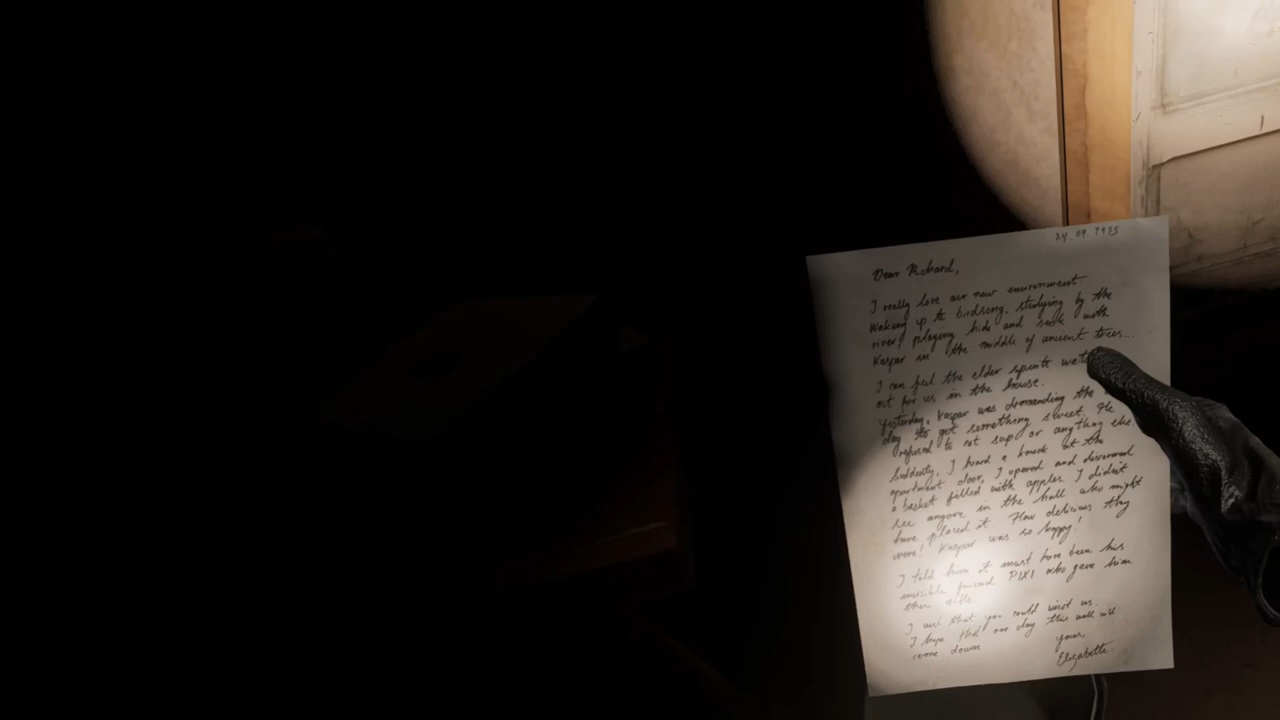 24.09.1975
Dear Richard,
I really love our new environment.
Waking up to birdsong, studying by the
river, playing hide and seek with
Kaspar in the middle of ancient trees...
I can feel the elder spirits
out for us in the house.
Yesterday, Kaspar was demanding the
day to get something sweet. He
refused to eat sup or anything else.
Suddenly, I heard a knock at the
apartment door, I opened and discovered
a basket filled with apples. I didn't
see anyone in the hall who might
have placed it. How delicious they
were! Kaspar was so happy!
I told him it must have been his
invisible friend PIXI who gave him
I wish that you could visit us.
I hope that one day this wall will
come down
yours,
Elizabeth.